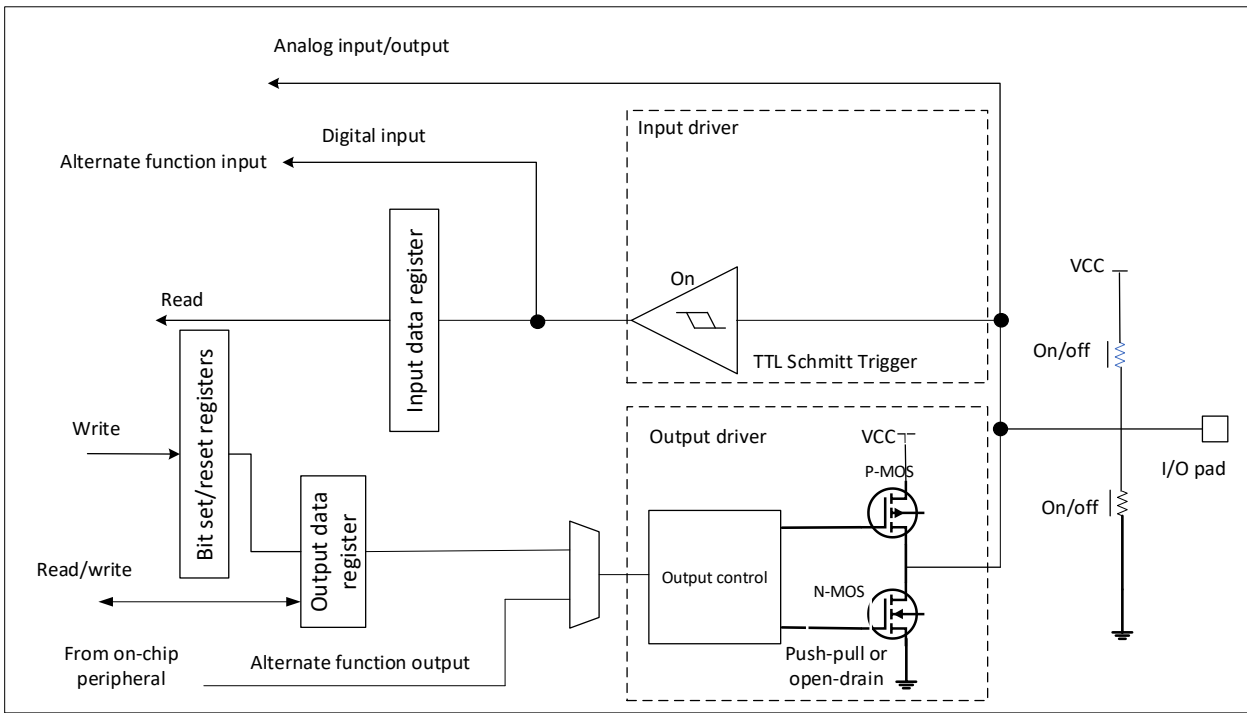 Analog input/output
Input driver
Digital input
Alternate function input
Input data register
On
Read
TTL Schmitt Trigger
VCC
On/off
Bit set/reset registers
Write
Output driver
VCC
I/O pad
P-MOS
On/off
Output data
register
Read/write
Output control
N-MOS
From on-chip
peripheral
Alternate function output
Push-pull or
open-drain